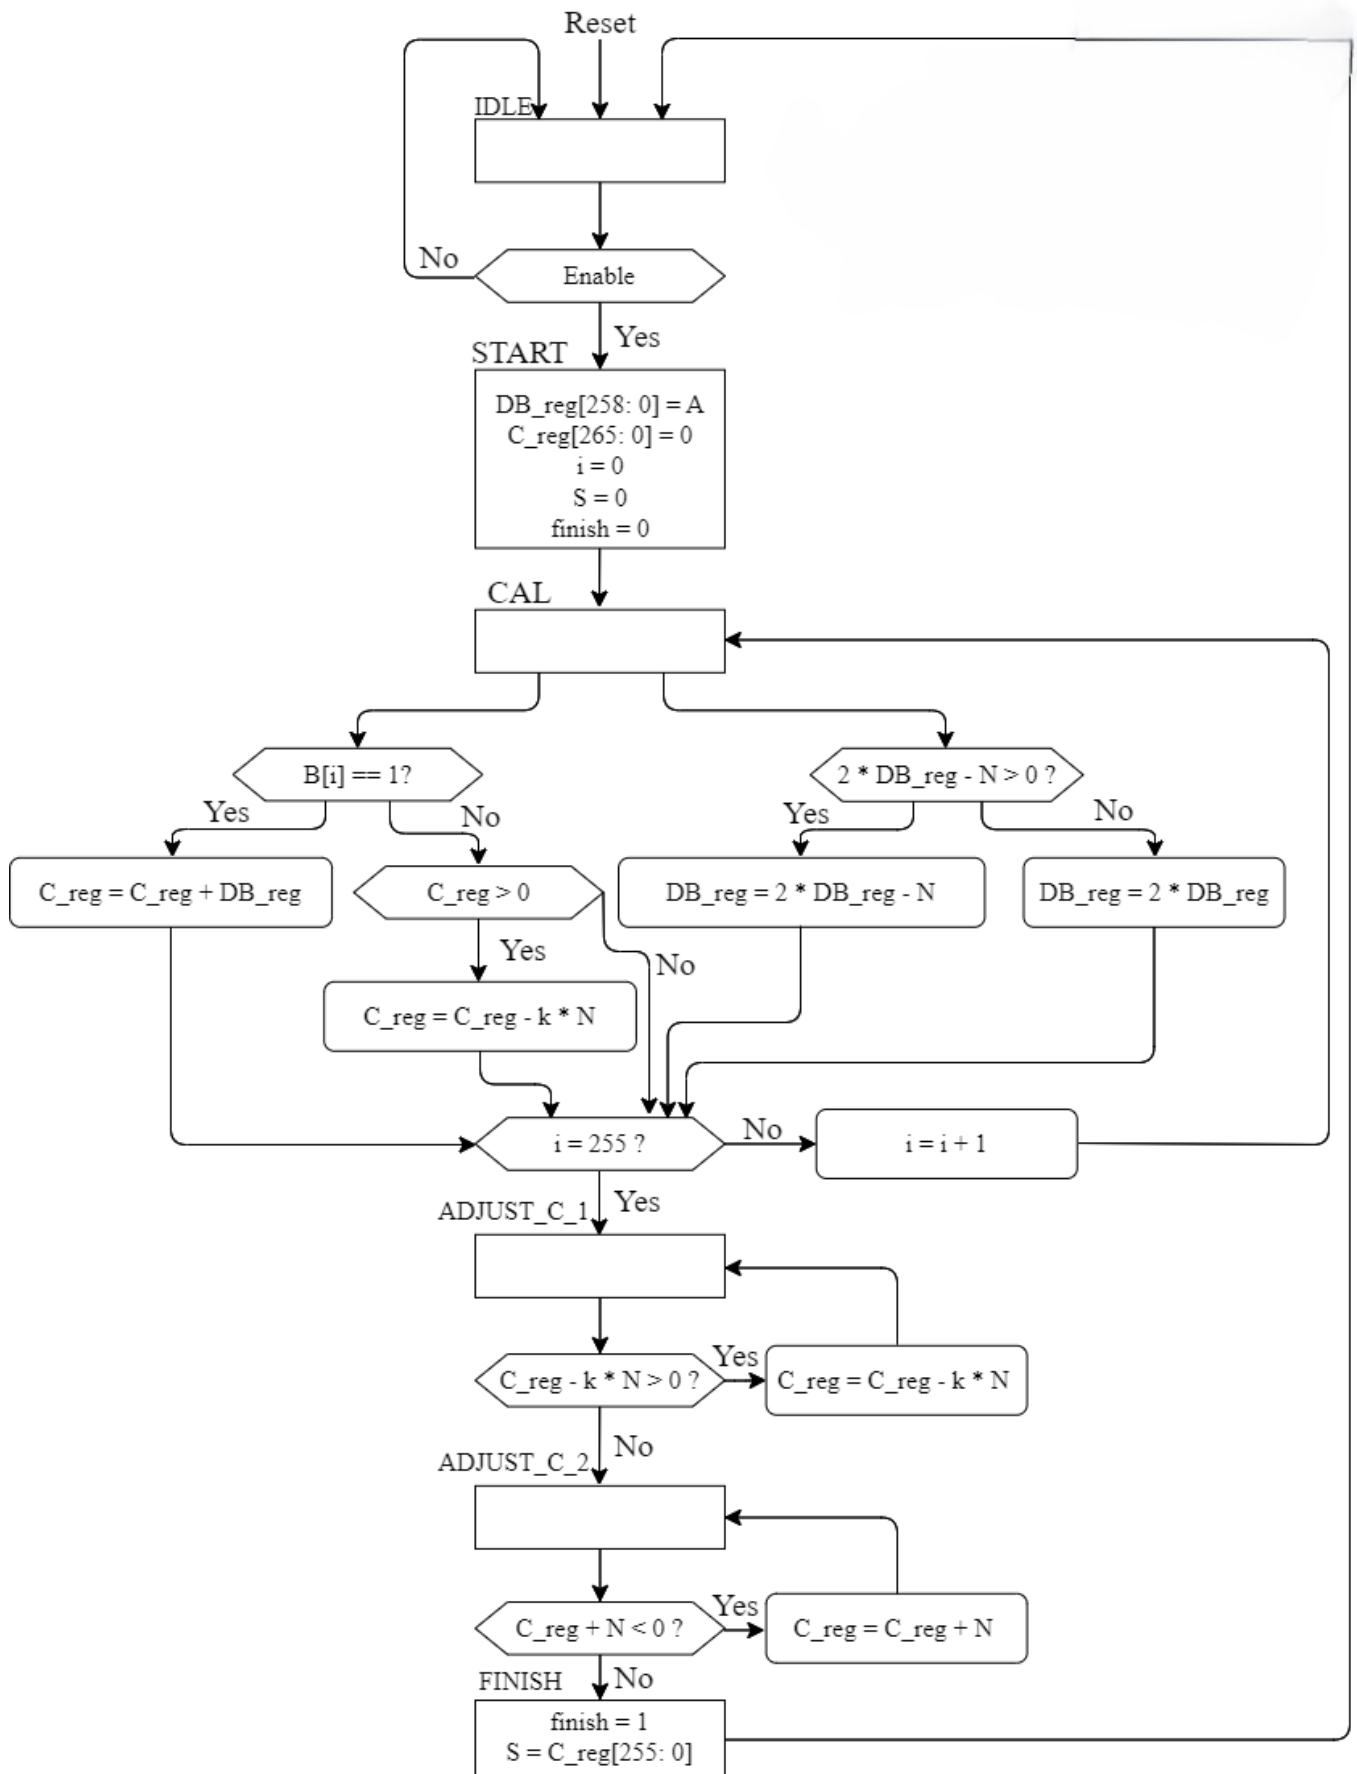 Reset
IDLE
Enable
No
Yes
START
DB_reg[258: 0] = A
C_reg[265: 0] = 0
i = 0
S = 0
finish = 0
CAL
B[i] == 1?
2 * DB_reg - N > 0 ?
Yes
No
Yes
No
C_reg = C_reg + DB_reg
C_reg > 0
DB_reg = 2 * DB_reg - N
DB_reg = 2 * DB_reg
Yes
No
C_reg = C_reg - k * N
i = 255 ?
No
i = i + 1
Yes
ADJUST_C_1
C_reg - k * N > 0 ?
Yes
C_reg = C_reg - k * N
No
ADJUST_C_2
C_reg + N < 0 ?
Yes
C_reg = C_reg + N
No
FINISH
finish = 1
S = C_reg[255: 0]